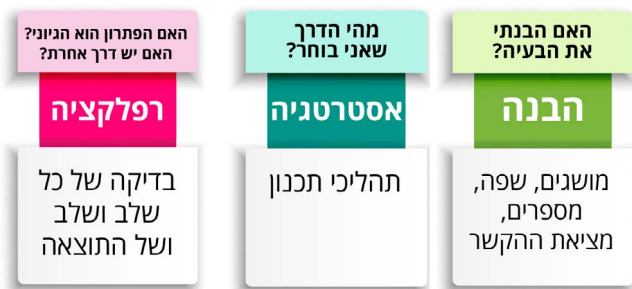 האם הבנתי
את הבעיה?
הבנה
מושגים, שפה,
מספרים,
מציאת ההקשר
מהי הדרך
שאני בוחר?
אסטרטגיה
תהליכי תכנון
האם הפתרון הוא הגיוני?
האם יש דרך אחרת?
רפלקציה
בדיקה של כל
שלב ושלב
ושל התוצאה